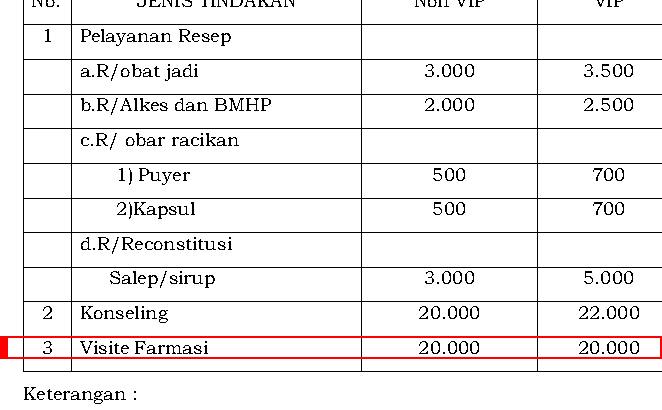 No. JENIS TINDAKAN Non VIP VIP
1 Pelayanan Resep
a.R/obat jadi 3.000 3.500
b.R/Alkes dan BMHP 2.000 2.500
c.R/ obar racikan
1) Puyer 500 700
2)Kapsul 500 700
d.R/Reconstitusi
Salep/sirup 3.000 5.000
2 Konseling 20.000 22.000
3 Visite Farmasi 20.000 20.000
Keterangan :